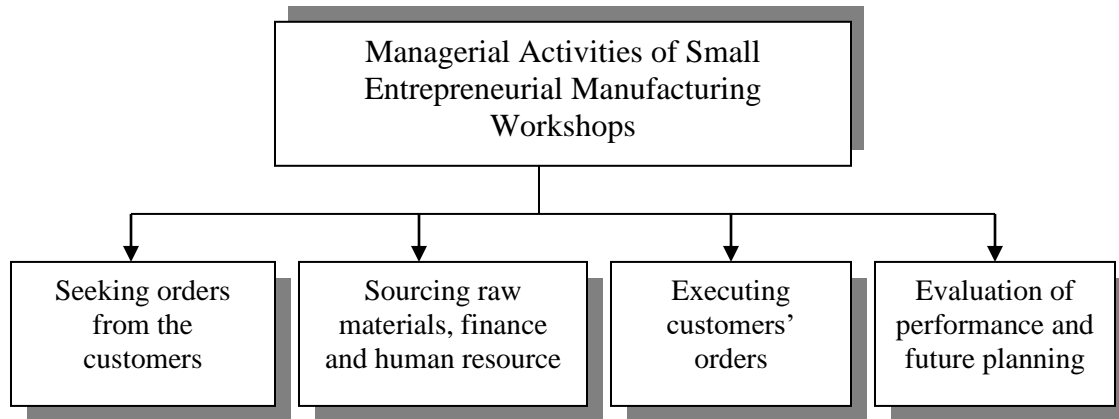 Managerial Activities of Small
Entrepreneurial Manufacturing
Workshops
Seeking orders
from the
customers
Sourcing raw
materials, finance
and human resource
Executing
customers’
orders
Evaluation of
performance and
future planning